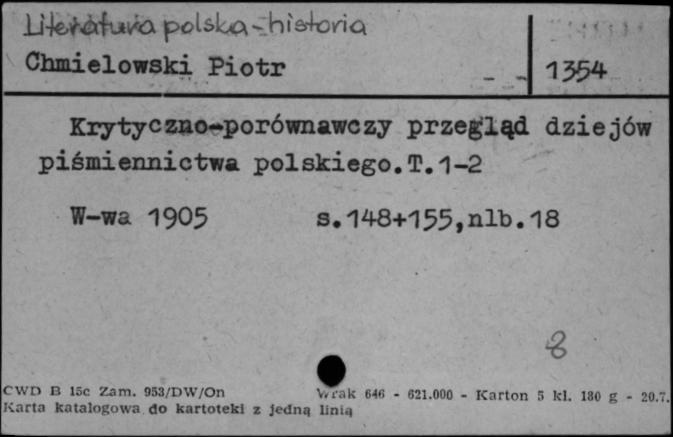 Literatura polska - historia
Chmielowski Piotr
1354
Krytyczno-porównawczy przegląd dziejów
piśmiennictwa polskiego.T.1-2
W-wa 1905 s.148+155,nlb.18
8
CWD B 15c Zam. 953/DW/On Wrak 646 - 621.000 - Karton 5 kl. 180 g - 20.7.
Karta katalogowa do kartoteki z jedną linią